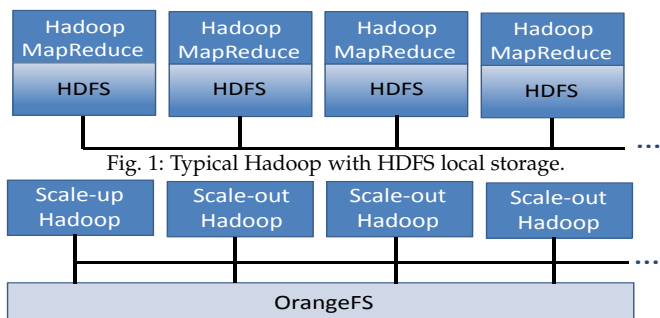 Hadoop Hadoop Hadoop Hadoop
MapReduce MapReduce MapReduce MapReduce
HDFS HDFS HDFS HDFS
...
Fig. 1: Typical Hadoop with HDFS local storage.
Scale-up Scale-out Scale-out Scale-out
Hadoop Hadoop Hadoop Hadoop
...
OrangeFS